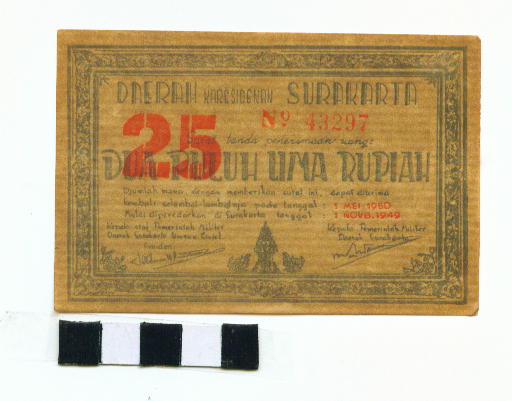 DAERAH KARESIDENAN SURAKARTA
25
No 43297
Surat tanda penerimaan uang:
DUA PULUH LIMA RUPIAH
Djumlah mana, dengan memberikan surat ini, dapat diterima
kembali selambat-lambatnja pada tanggal : 1 MEI 1950
Mulai diperedarkan di Surakarta tanggal : 1 NOVB. 1949
Kepala Pemerintah Militer
Daerah Surakarta
Kepala Pemerintah Militer
Daerah Surakarta